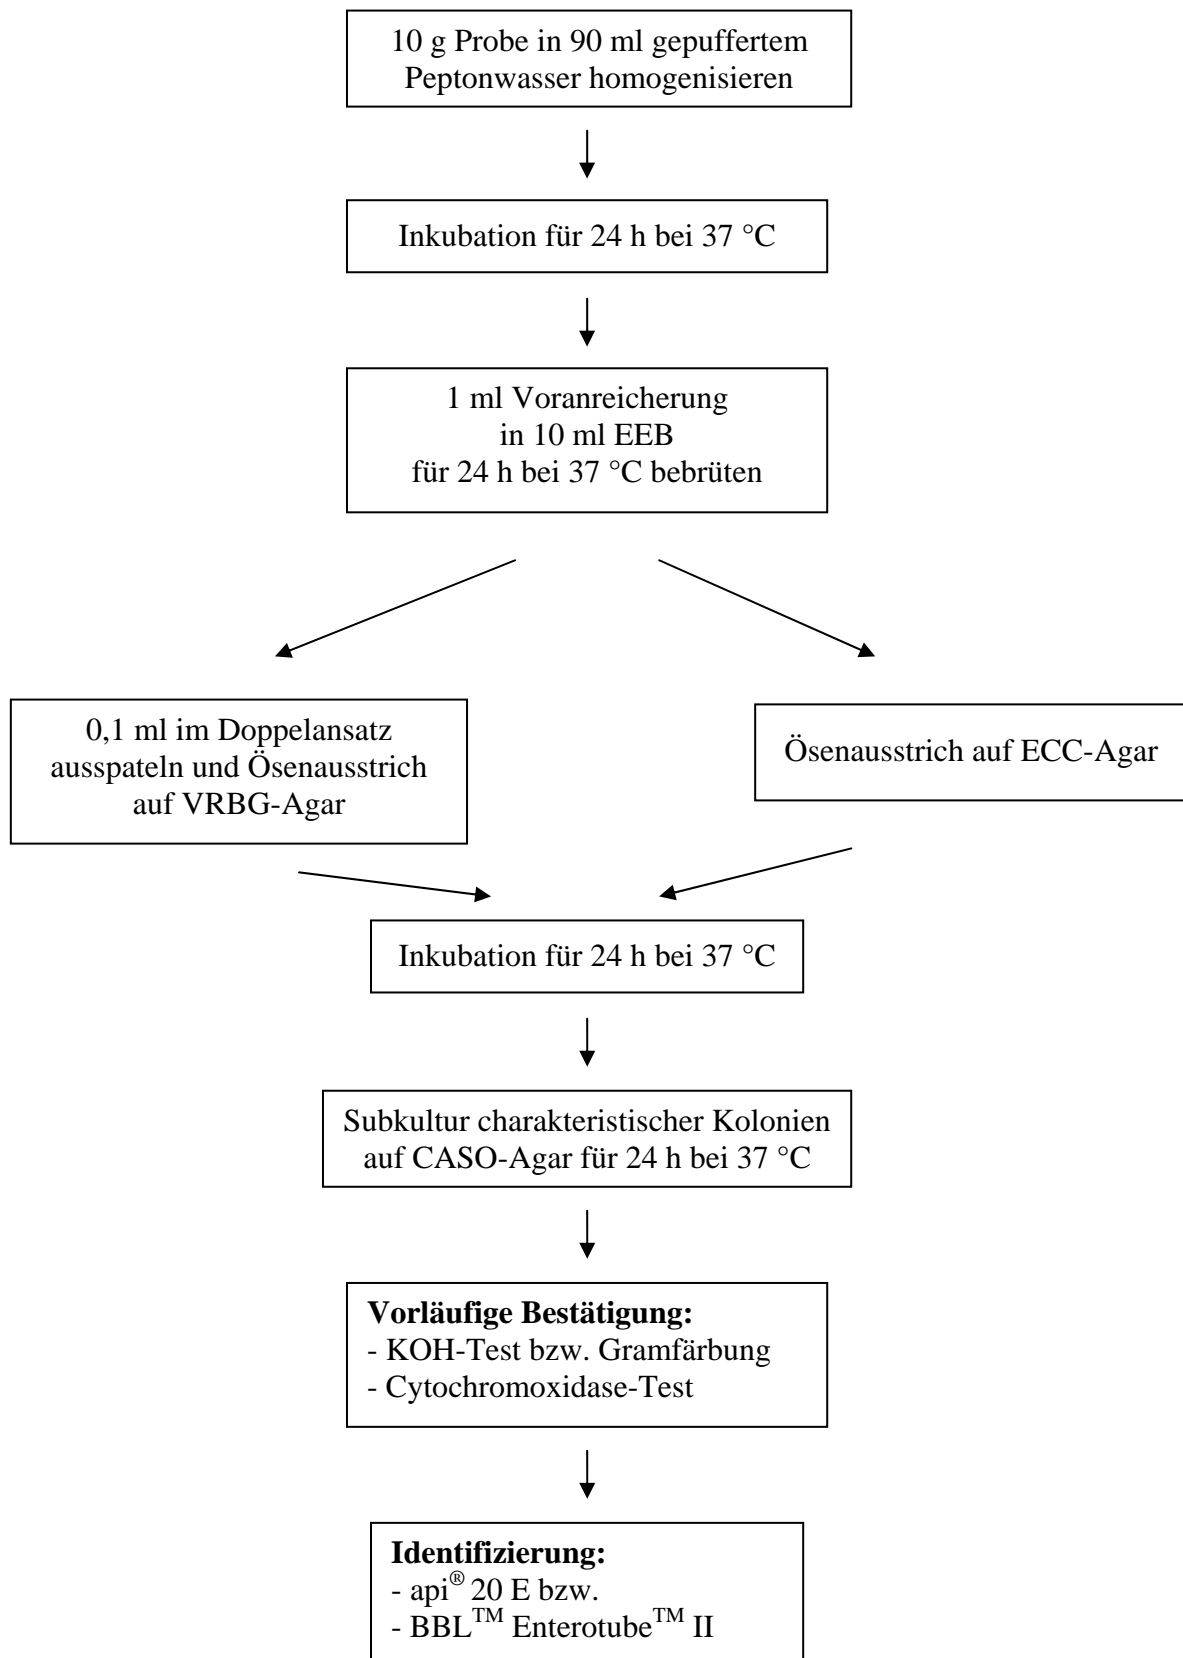 10 g Probe in 90 ml gepuffertem
Peptonwasser homogenisieren
Inkubation für 24 h bei 37 °C
1 ml Voranreicherung
in 10 ml EEB
für 24 h bei 37 °C bebrüten
0,1 ml im Doppelansatz
ausspateln und Ösenausstrich
auf VRBG-Agar
Ösenausstrich auf ECC-Agar
Inkubation für 24 h bei 37 °C
Subkultur charakteristischer Kolonien
auf CASO-Agar für 24 h bei 37 °C
Vorläufige Bestätigung:
- KOH-Test bzw. Gramfärbung
- Cytochromoxidase-Test
Identifizierung:
- api® 20 E bzw.
- BBL™ Enterotube™ II